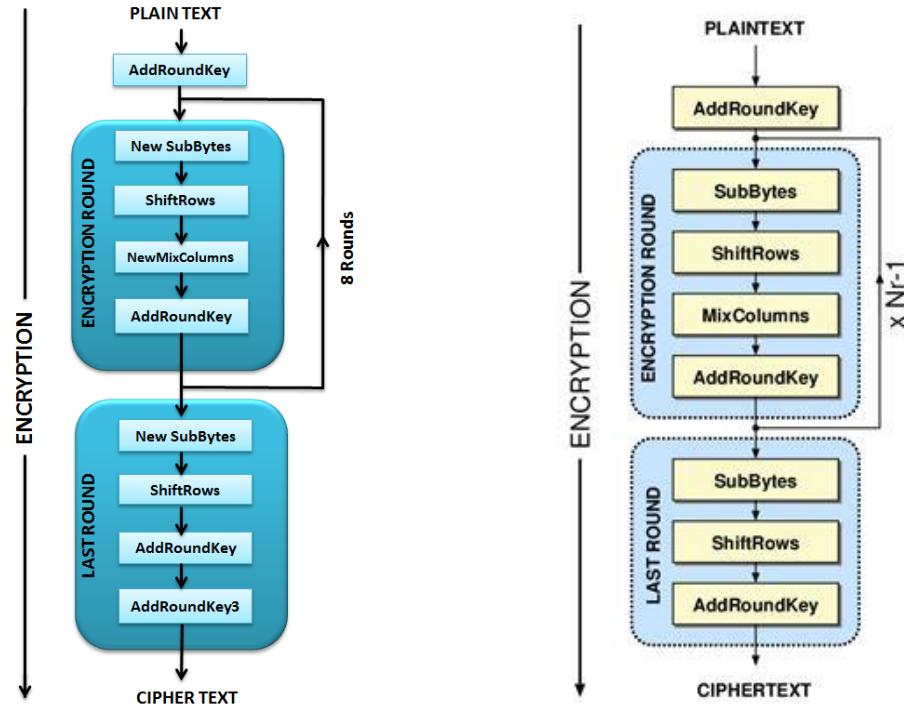 PLAIN TEXT
AddRoundKey
New SubBytes
ShiftRows
NewMixColumns
AddRoundKey
ENCRYPTION ROUND
8 Rounds
ENCRYPTION
New SubBytes
ShiftRows
AddRoundKey
AddRoundKey3
LAST ROUND
CIPHER TEXT
PLAINTEXT
AddRoundKey
SubBytes
ShiftRows
MixColumns
AddRoundKey
ENCRYPTION ROUND
x Nr-1
ENCRYPTION
SubBytes
ShiftRows
AddRoundKey
LAST ROUND
CIPHERTEXT